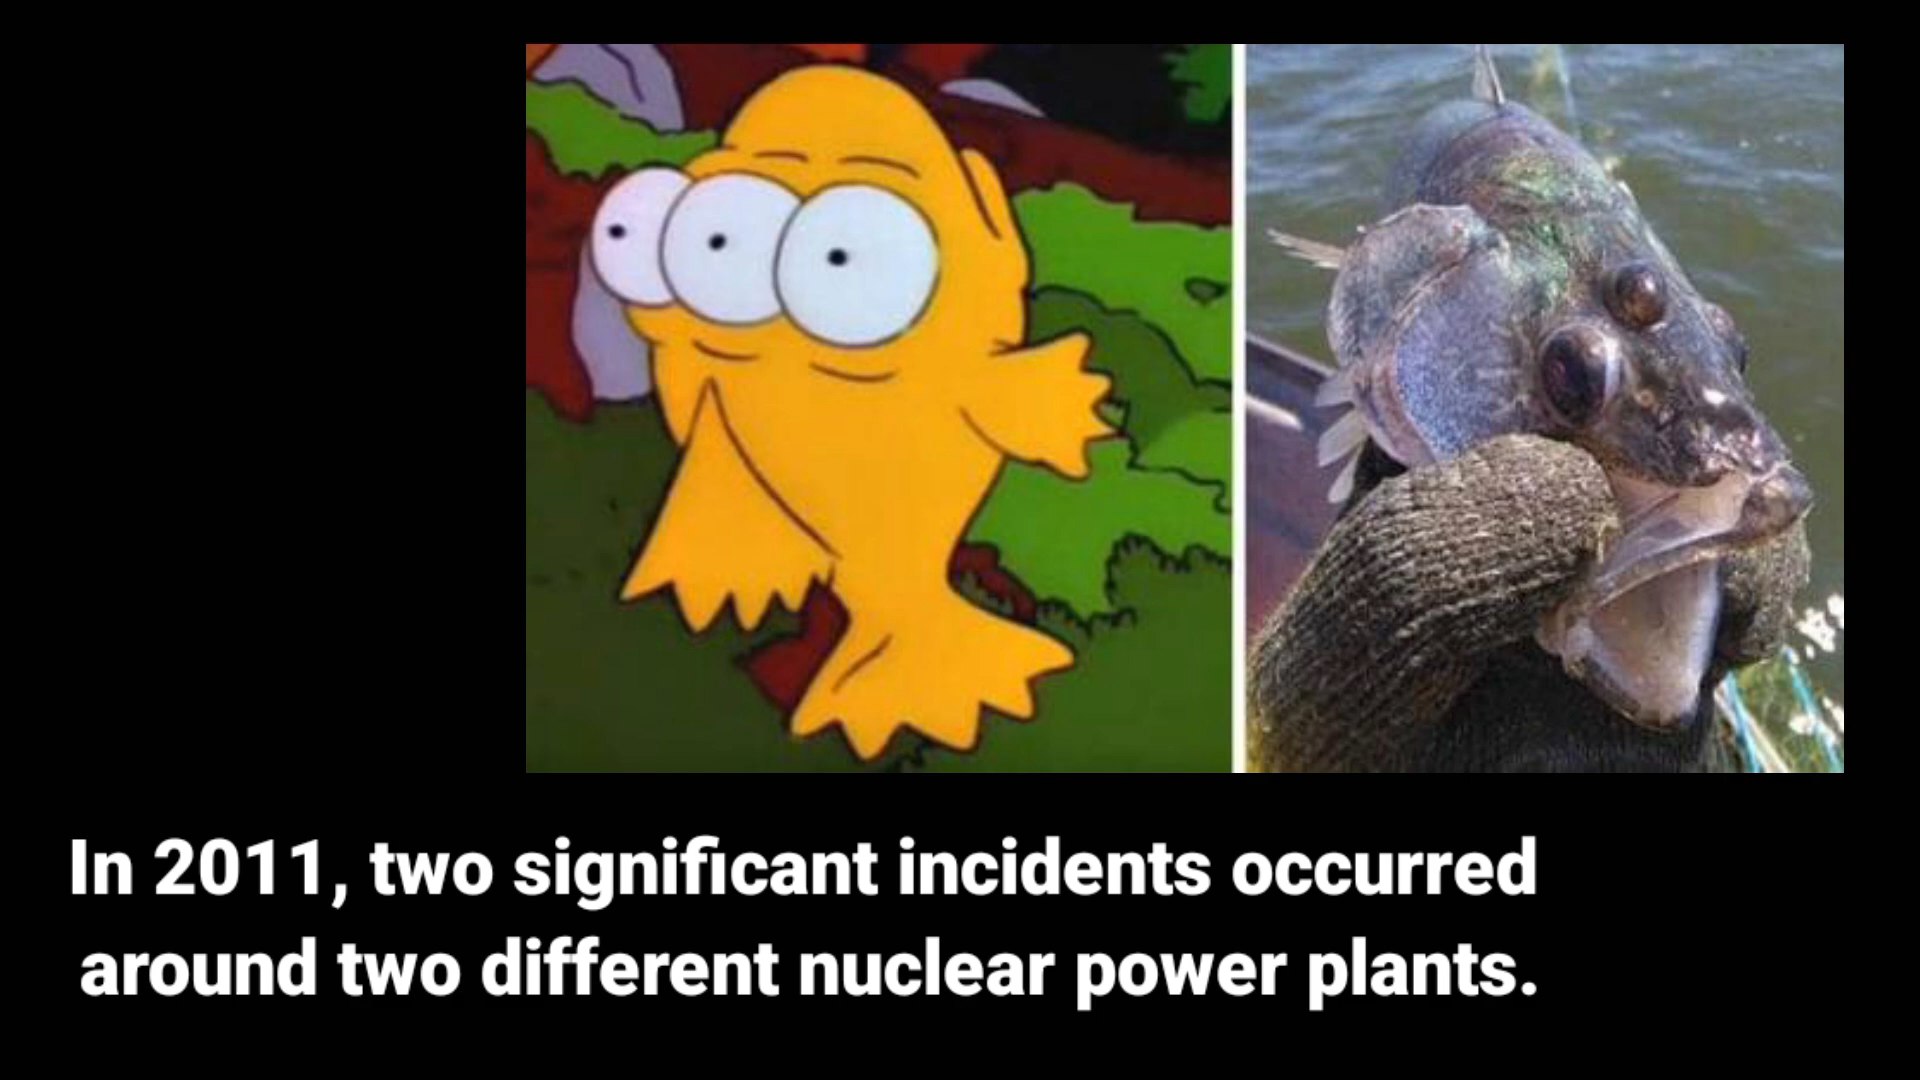 In 2011, two significant incidents occurred
around two different nuclear power plants.